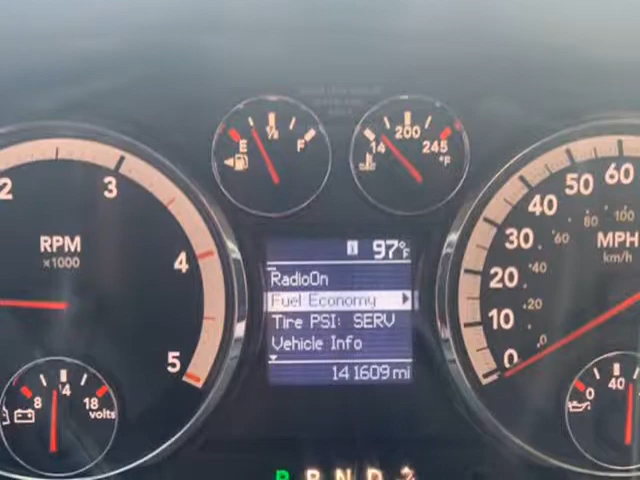 E ½ F
14 200 245 °F
2 3 4 5
RPM
x1000
8 14 18
volts
97°F
RadioOn
Fuel Economy
Tire PSI: SERV
Vehicle Info
141609 mi
P R N D
0 10 20 30 40 50 60
0 20 40 60 80 100
MPH
km/h
0 40